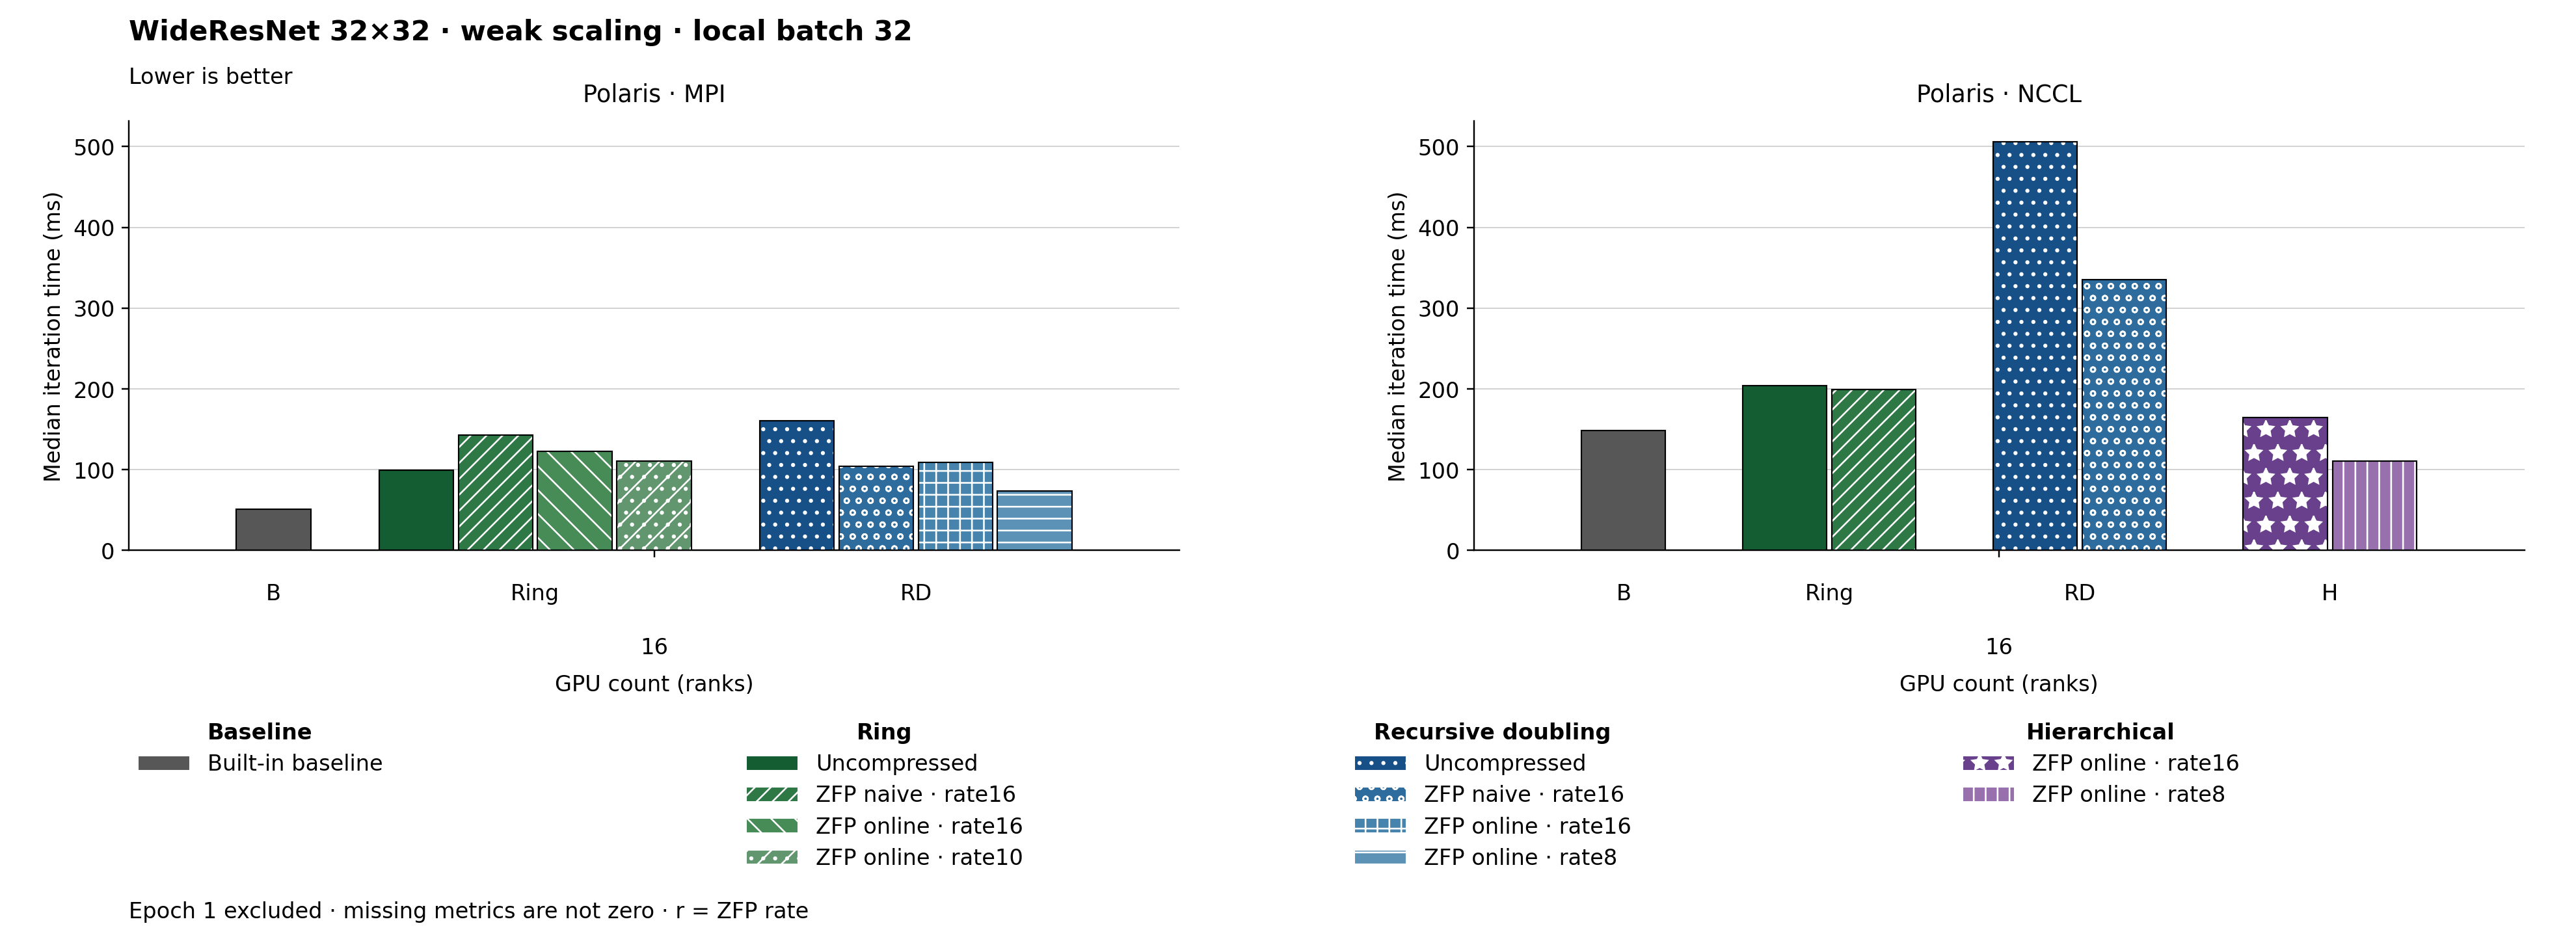 WideResNet 32×32 · weak scaling · local batch 32
Lower is better
Polaris · MPI
Median iteration time (ms)
500
400
300
200
100
0
B
Ring
RD
16
GPU count (ranks)
Polaris · NCCL
Median iteration time (ms)
500
400
300
200
100
0
B
Ring
RD
H
16
GPU count (ranks)
Baseline
Built-in baseline
Ring
Uncompressed
ZFP naive · rate16
ZFP online · rate16
ZFP online · rate10
Recursive doubling
Uncompressed
ZFP naive · rate16
ZFP online · rate16
ZFP online · rate8
Hierarchical
ZFP online · rate16
ZFP online · rate8
Epoch 1 excluded · missing metrics are not zero · r = ZFP rate